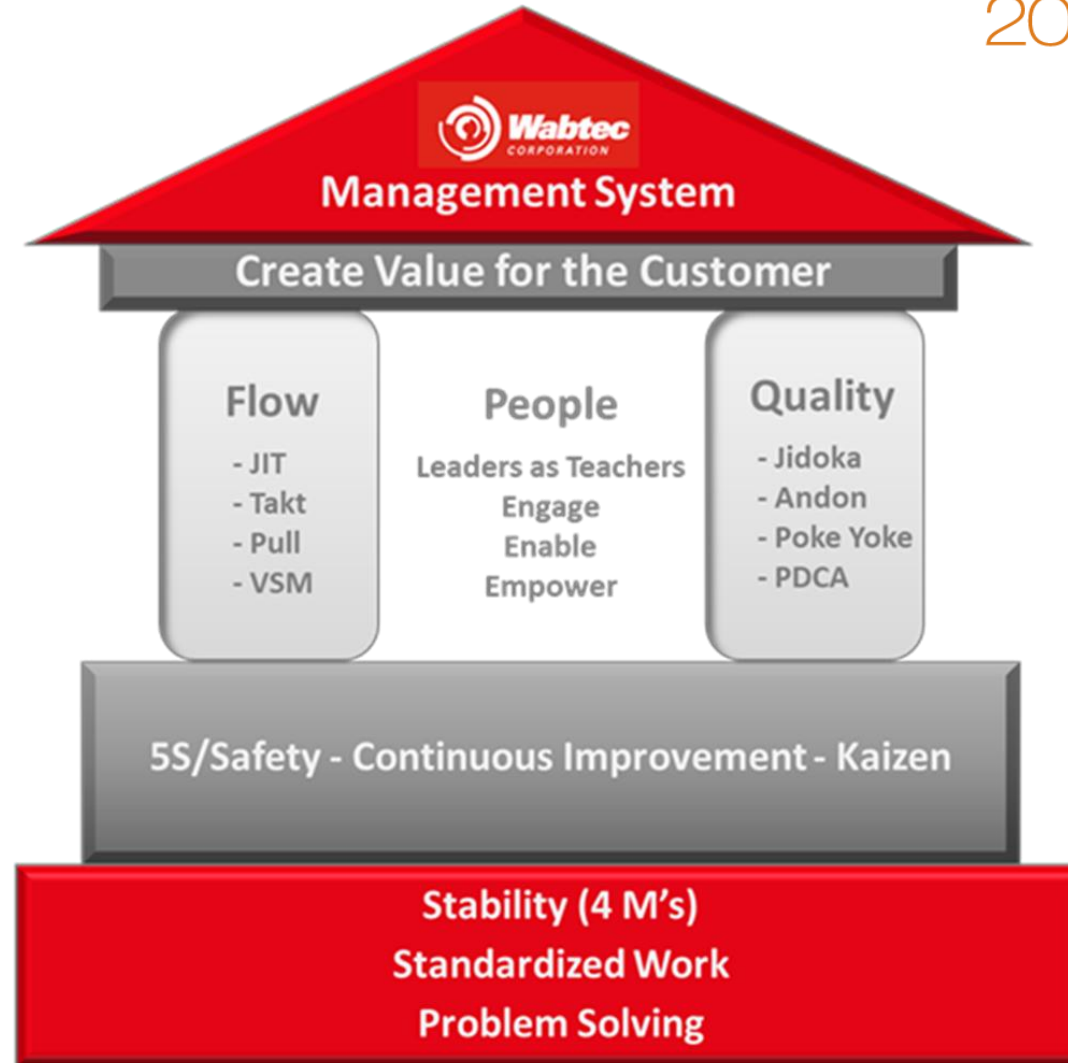 20
Wabtec
CORPORATION
Management System
Create Value for the Customer
Flow
- JIT
- Takt
- Pull
- VSM
People
Leaders as Teachers
Engage
Enable
Empower
Quality
- Jidoka
- Andon
- Poke Yoke
- PDCA
5S/Safety - Continuous Improvement - Kaizen
Stability (4 M’s)
Standardized Work
Problem Solving